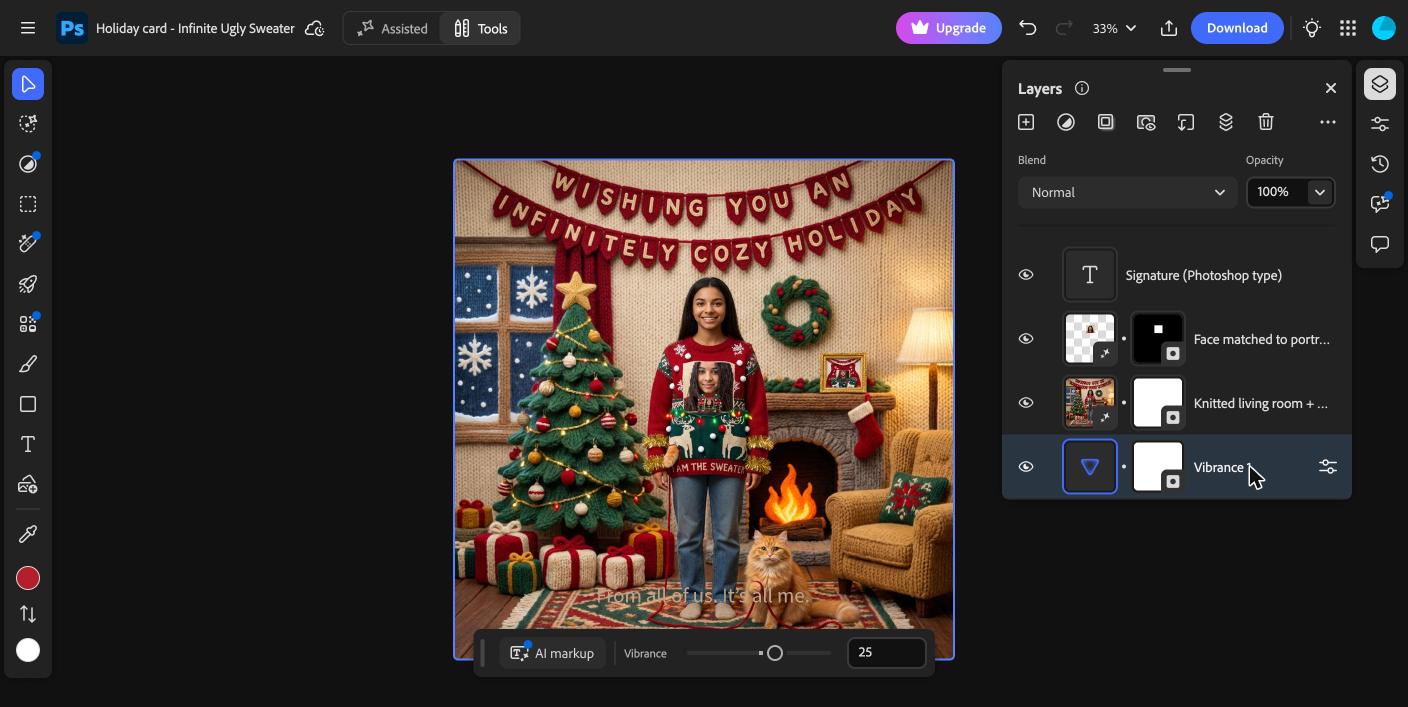 Ps
Holiday card - Infinite Ugly Sweater
Assisted
Tools
Upgrade
33%
Download
Layers
Blend
Opacity
Normal
100%
T
Signature (Photoshop type)
Face matched to portr...
Knitted living room + ...
Vibrance
WISHING YOU AN
INFINITELY COZY HOLIDAY
I AM THE SWEATER
From all of us. It's all me.
AI markup
Vibrance
25